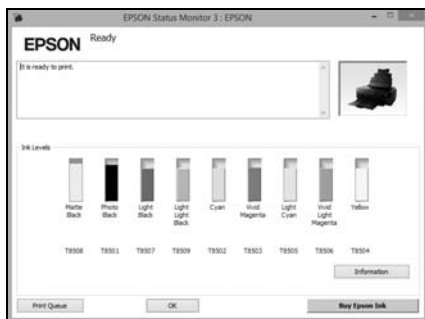 EPSON Status Monitor 3 : EPSON
EPSON
Ready
It is ready to print.
Ink Levels
Matte Black
Photo Black
Light Black
Light Light Black
Cyan
Vivid Magenta
Light Cyan
Vivid Light Magenta
Yellow
T8508 T8501 T8507 T8509 T8502 T8503 T8505 T8506 T8504
Information
Print Queue
OK
Buy Epson Ink